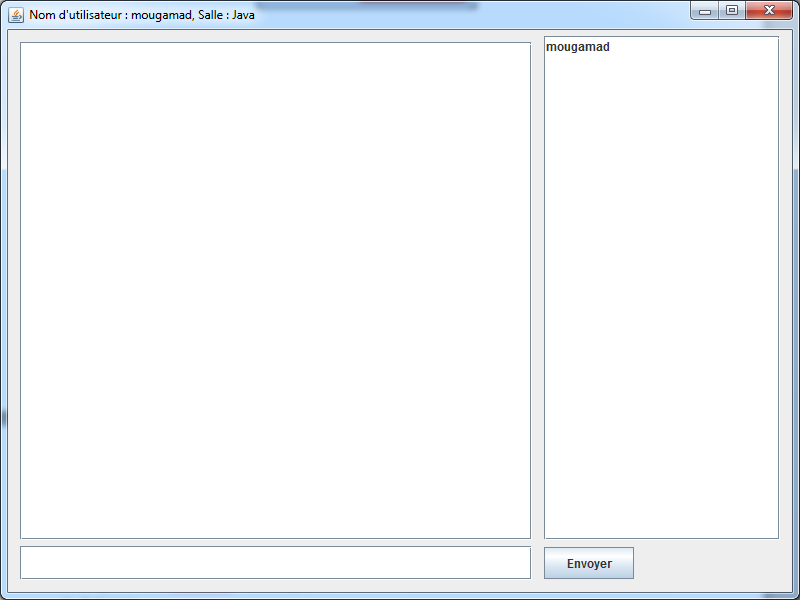 Nom d'utilisateur : mougamad, Salle : Java
mougamad
Envoyer